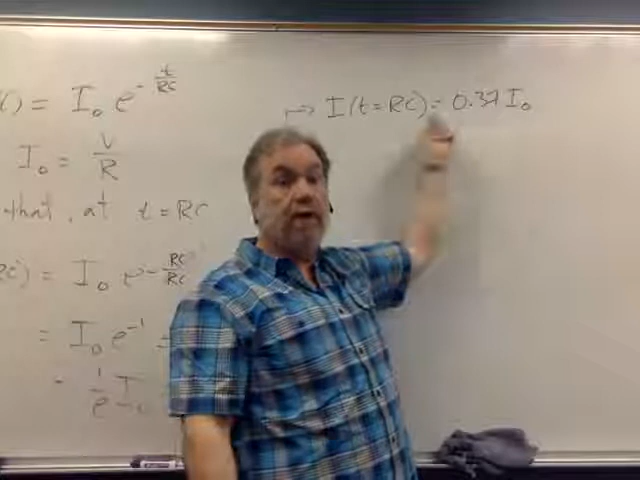 () = I₀ e^-t/RC
I₀ = V/R
that, at t = RC
RC) = I₀ e^-RC/RC
= I₀ e^-1 =
1/e I₀
→ I(t=RC) = 0.37 I₀